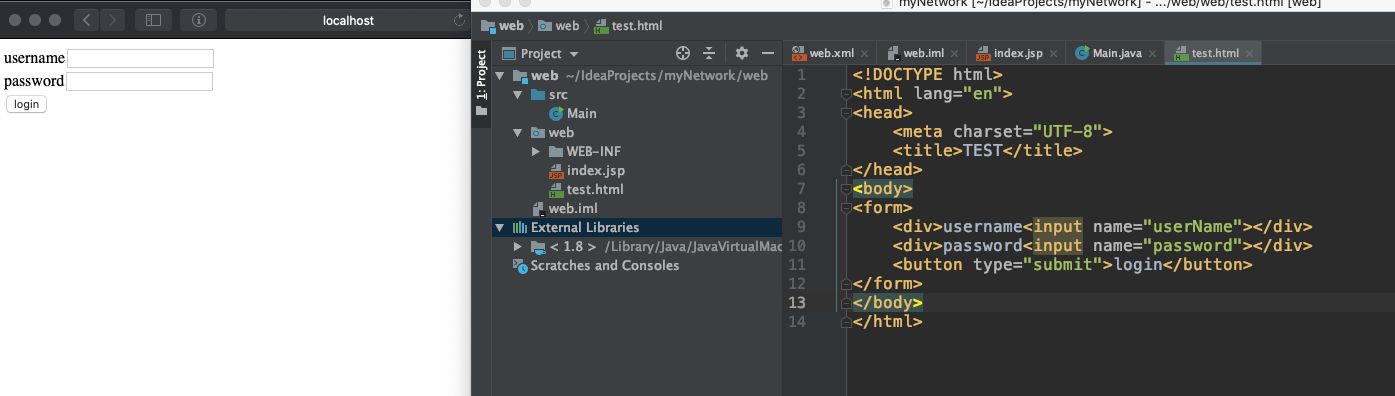 localhost
username
password
login
myNetwork [~/IdeaProjects/myNetwork] - .../web/web/test.html [web]
web web test.html
1: Project
Project
web ~/IdeaProjects/myNetwork/web
src
Main
web
WEB-INF
index.jsp
test.html
web.iml
External Libraries
< 1.8 > /Library/Java/JavaVirtualMac
Scratches and Consoles
web.xml web.iml index.jsp Main.java test.html
1 <!DOCTYPE html>
2 <html lang="en">
3 <head>
4 <meta charset="UTF-8">
5 <title>TEST</title>
6 </head>
7 <body>
8 <form>
9 <div>username<input name="userName"></div>
10 <div>password<input name="password"></div>
11 <button type="submit">login</button>
12 </form>
13 </body>
14 </html>